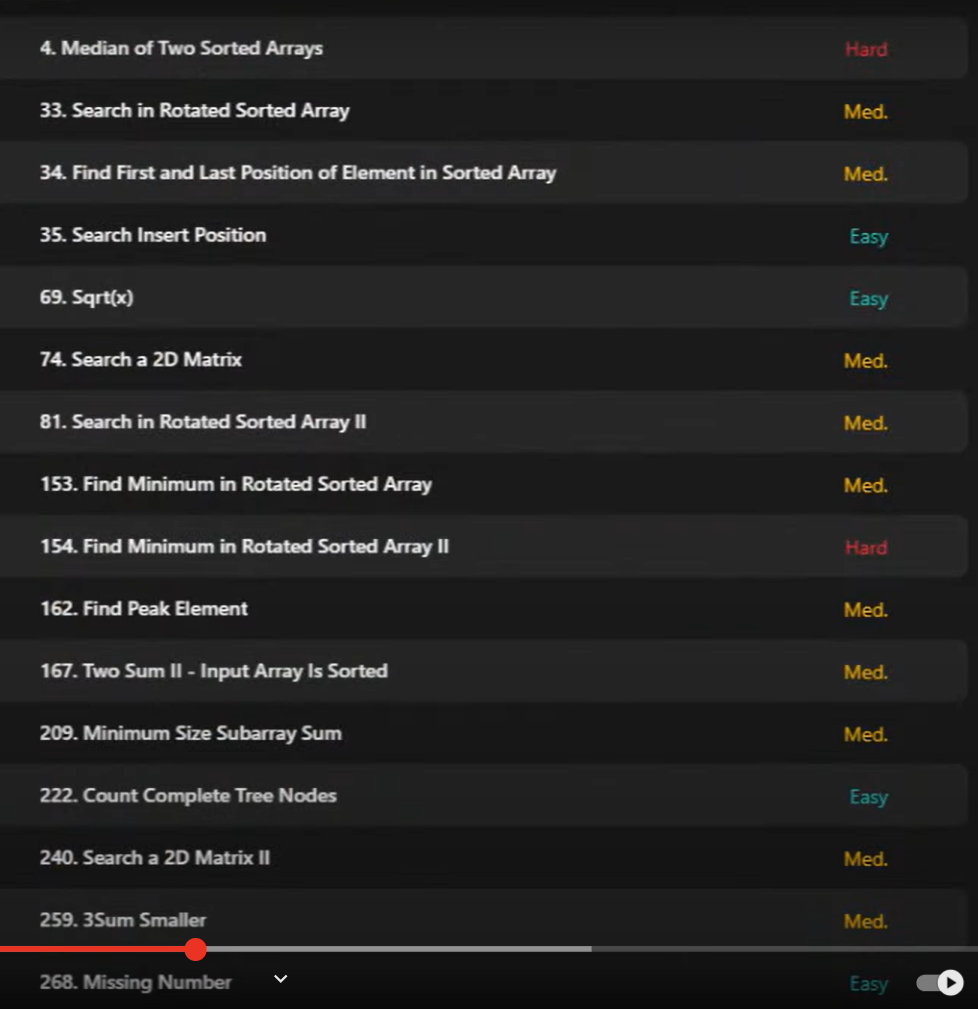 4. Median of Two Sorted Arrays Hard
33. Search in Rotated Sorted Array Med.
34. Find First and Last Position of Element in Sorted Array Med.
35. Search Insert Position Easy
69. Sqrt(x) Easy
74. Search a 2D Matrix Med.
81. Search in Rotated Sorted Array II Med.
153. Find Minimum in Rotated Sorted Array Med.
154. Find Minimum in Rotated Sorted Array II Hard
162. Find Peak Element Med.
167. Two Sum II - Input Array Is Sorted Med.
209. Minimum Size Subarray Sum Med.
222. Count Complete Tree Nodes Easy
240. Search a 2D Matrix II Med.
259. 3Sum Smaller Med.
268. Missing Number Easy